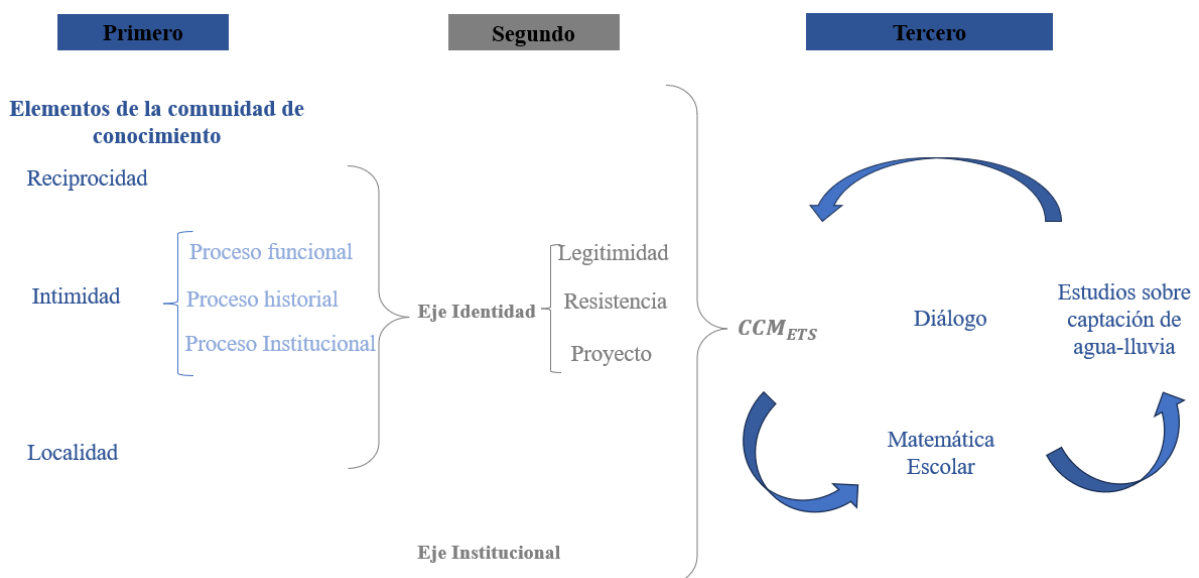 Primero
Segundo
Tercero
Elementos de la comunidad de
conocimiento
Reciprocidad
Intimidad
Proceso funcional
Proceso historial
Proceso Institucional
Localidad
Eje Identidad
Legitimidad
Resistencia
Proyecto
Eje Institucional
CCM_ETS
Diálogo
Estudios sobre
captación de
agua-lluvia
Matemática
Escolar